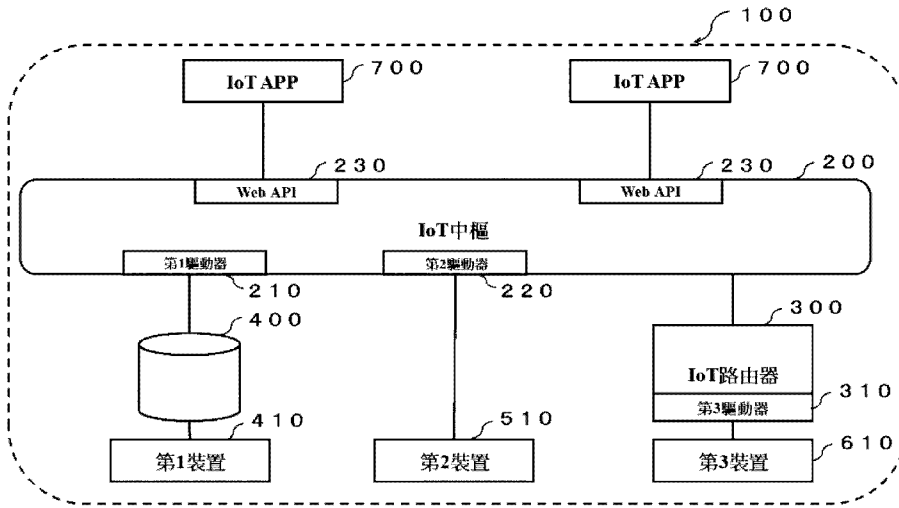 １００
IoT APP
７００
IoT APP
７００
２３０
２３０
２００
Web API
Web API
IoT中樞
第1驅動器
第2驅動器
２１０
２２０
３００
４００
IoT路由器
第3驅動器
３１０
４１０
５１０
６１０
第1裝置
第2裝置
第3裝置